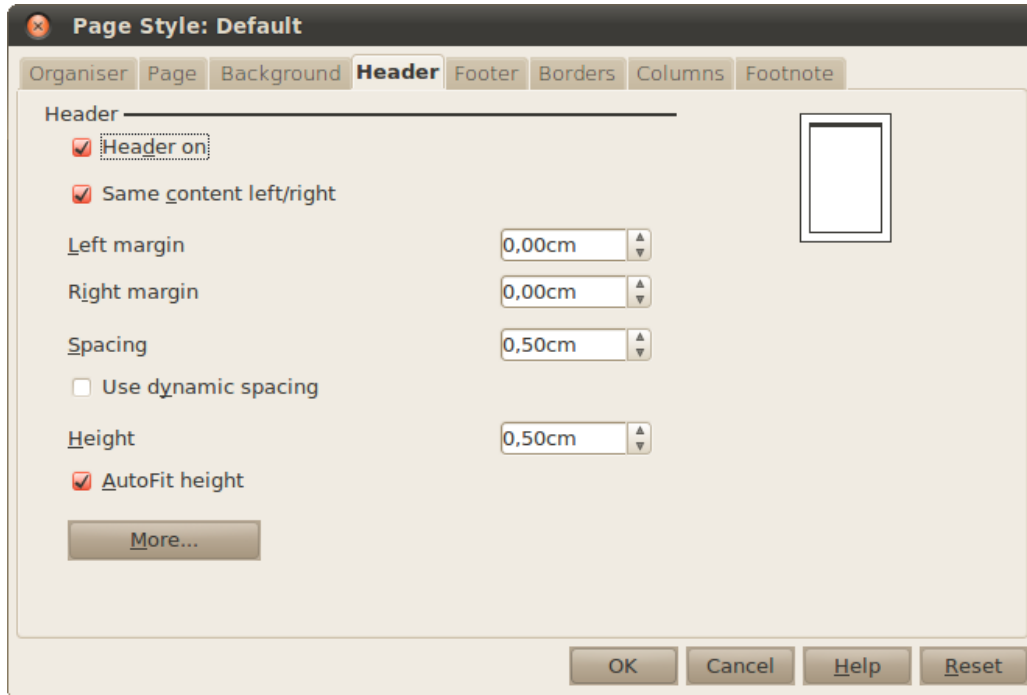 Page Style: Default
Organiser Page Background Header Footer Borders Columns Footnote
Header
Header on
Same content left/right
Left margin 0,00cm
Right margin 0,00cm
Spacing 0,50cm
Use dynamic spacing
Height 0,50cm
AutoFit height
More...
OK Cancel Help Reset